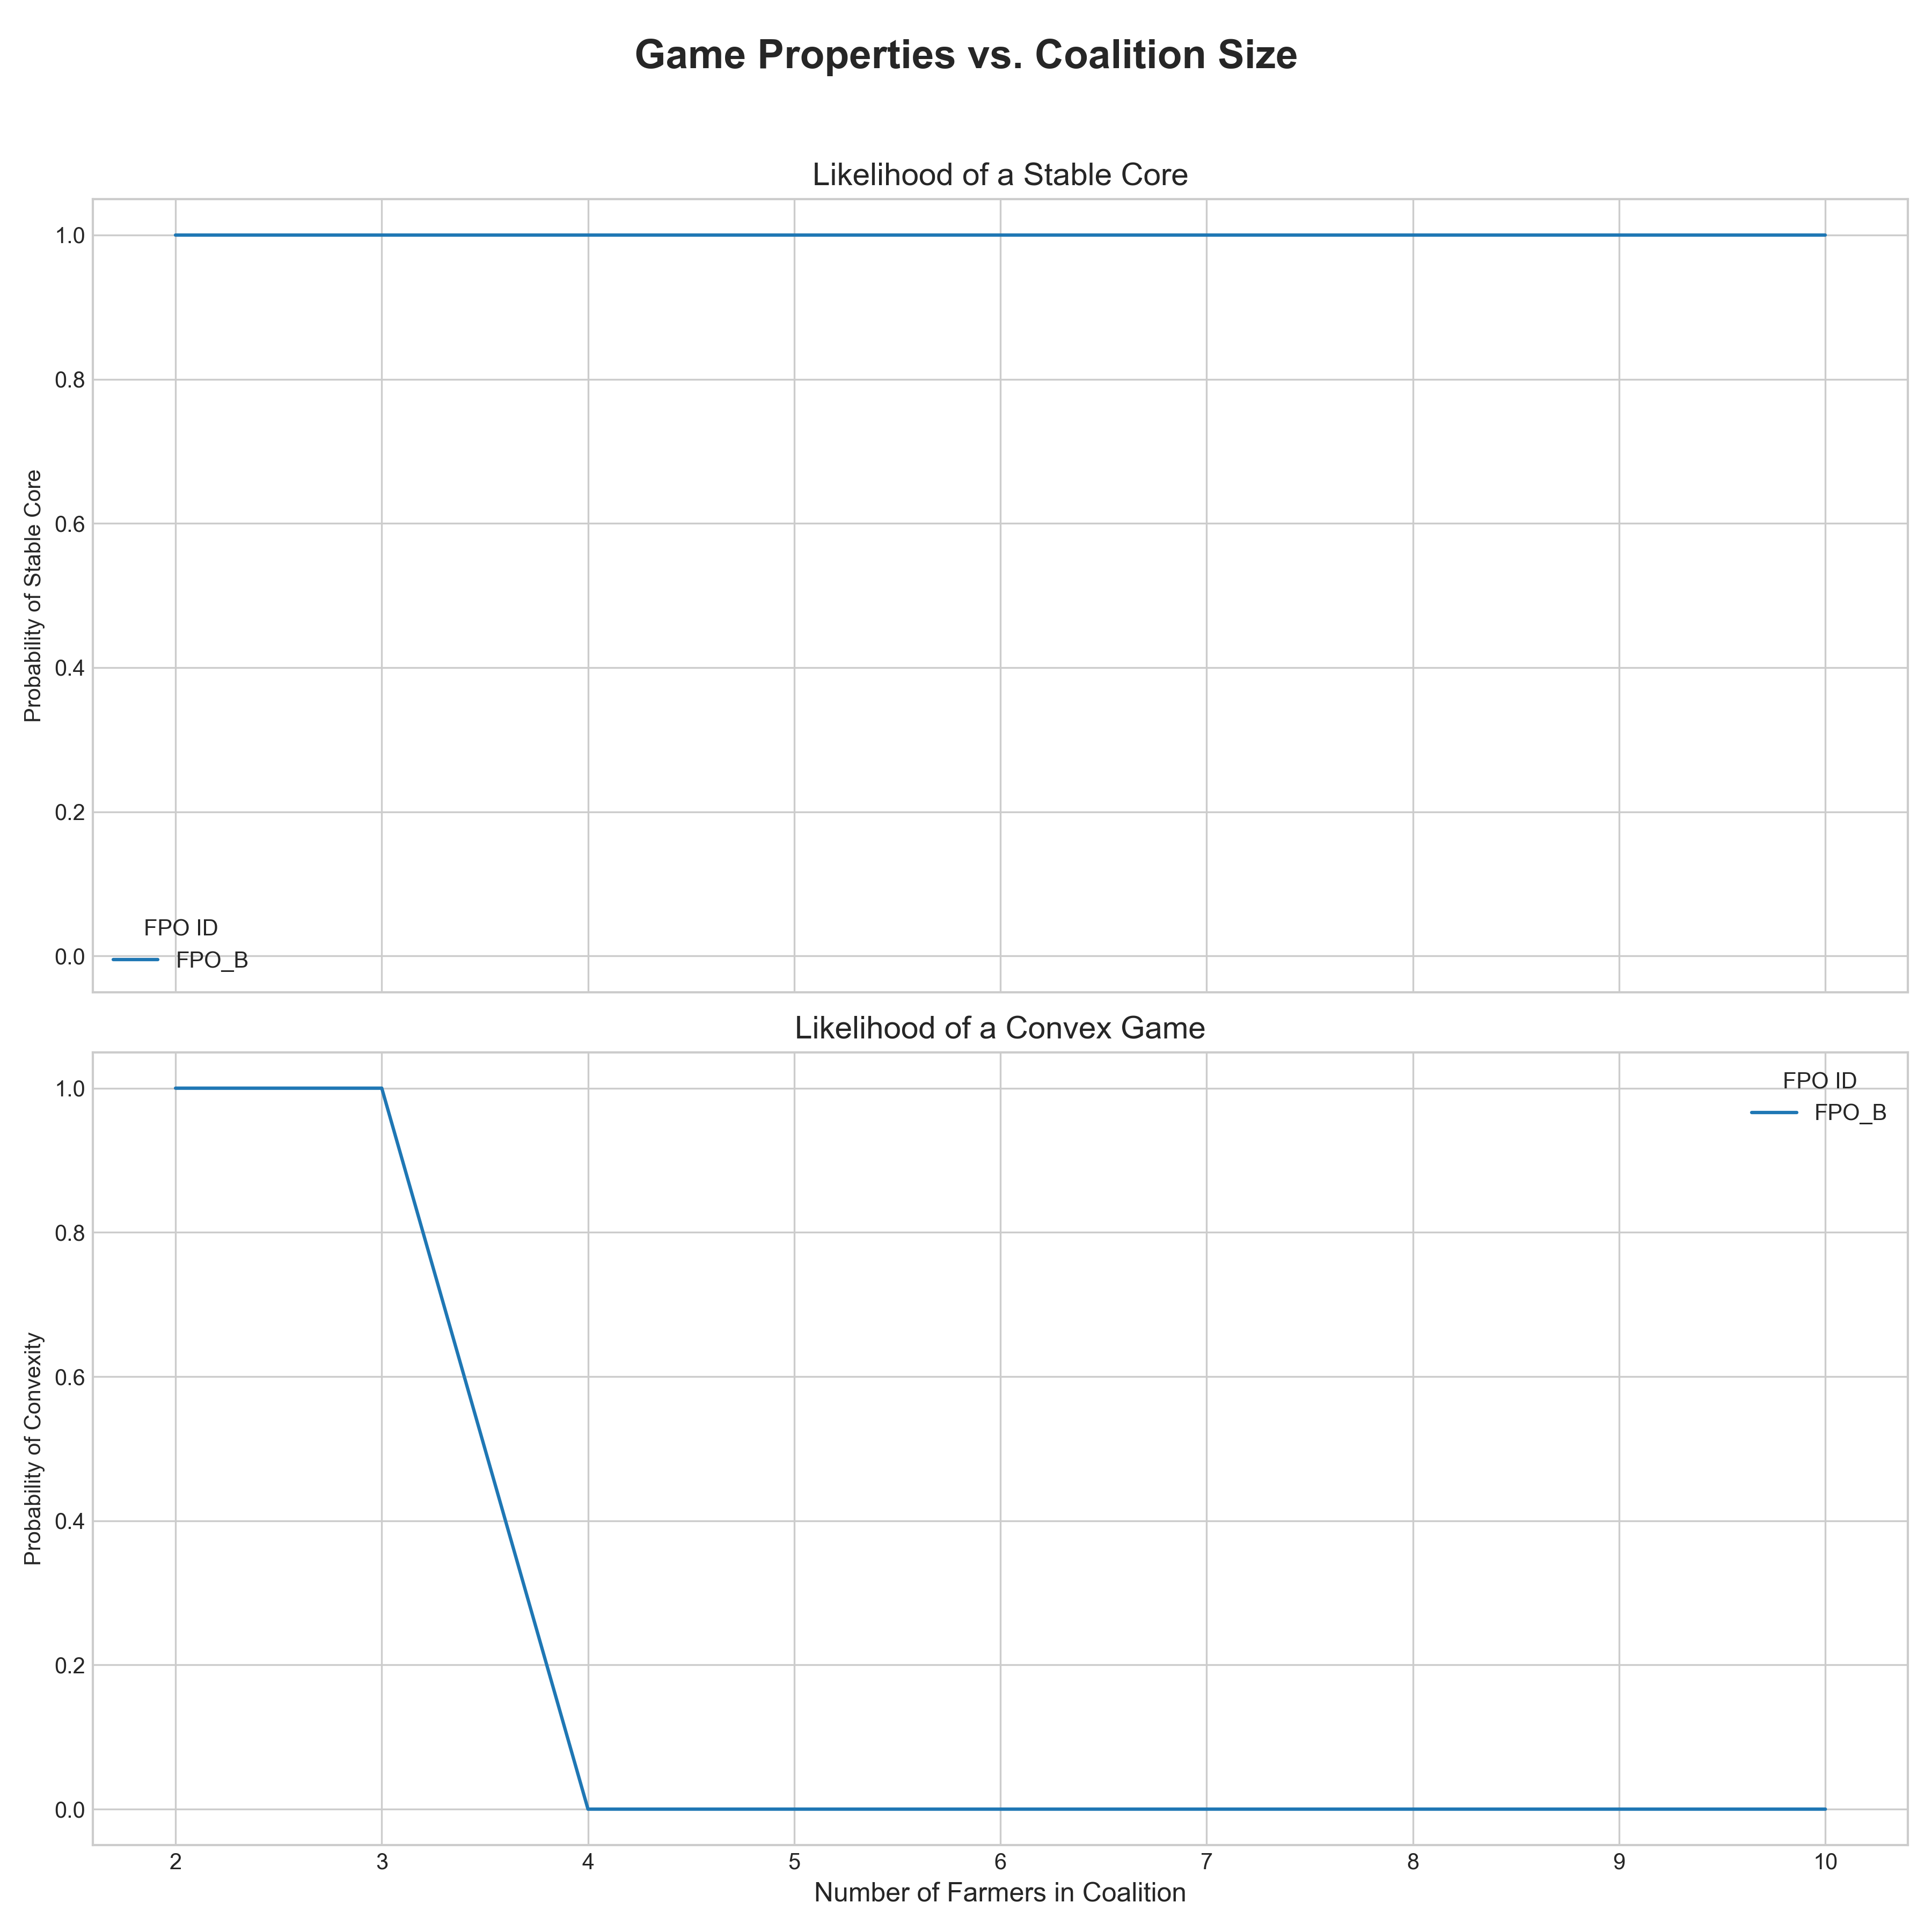 Game Properties vs. Coalition Size
Likelihood of a Stable Core
Probability of Stable Core
1.0
0.8
0.6
0.4
0.2
0.0
FPO ID
FPO_B
Likelihood of a Convex Game
Probability of Convexity
1.0
0.8
0.6
0.4
0.2
0.0
FPO ID
FPO_B
2 3 4 5 6 7 8 9 10
Number of Farmers in Coalition